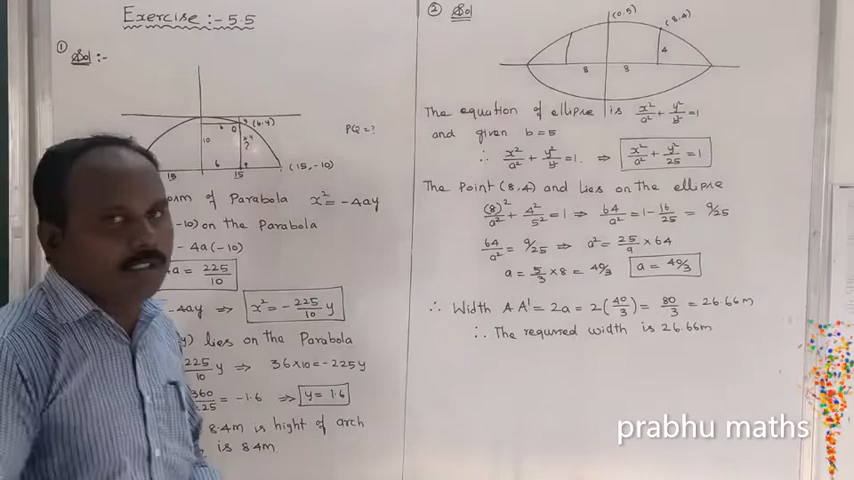 Exercise :- 5.5
① Sol :-
6
(6,4)
10
?
PQ = ?
6
15
15
(15, -10)
form of Parabola x² = -4ay
-10) on the Parabola
-4a(-10)
a = 225/10
-4ay ⇒ x² = -225/10 y
y) lies on the Parabola
225/10 y ⇒ 36×10 = -225y
360/225 = -1.6 ⇒ y = 1.6
8.4m is hight of arch
is 8.4m
② Sol
(0,5)
(8,4)
4
8 8
The equation of ellipse is x²/a² + y²/b² = 1
and given b = 5
∴ x²/a² + y²/b² = 1. ⇒ x²/a² + y²/25 = 1
The Point (8,4) and lies on the ellipse
(8)²/a² + 4²/5² = 1 ⇒ 64/a² = 1 - 16/25 = 9/25
64/a² = 9/25 ⇒ a² = 25/9 × 64
a = 5/3 × 8 = 40/3 a = 40/3
∴ Width AA' = 2a = 2(40/3) = 80/3 = 26.66m
∴ The required width is 26.66m
prabhu maths